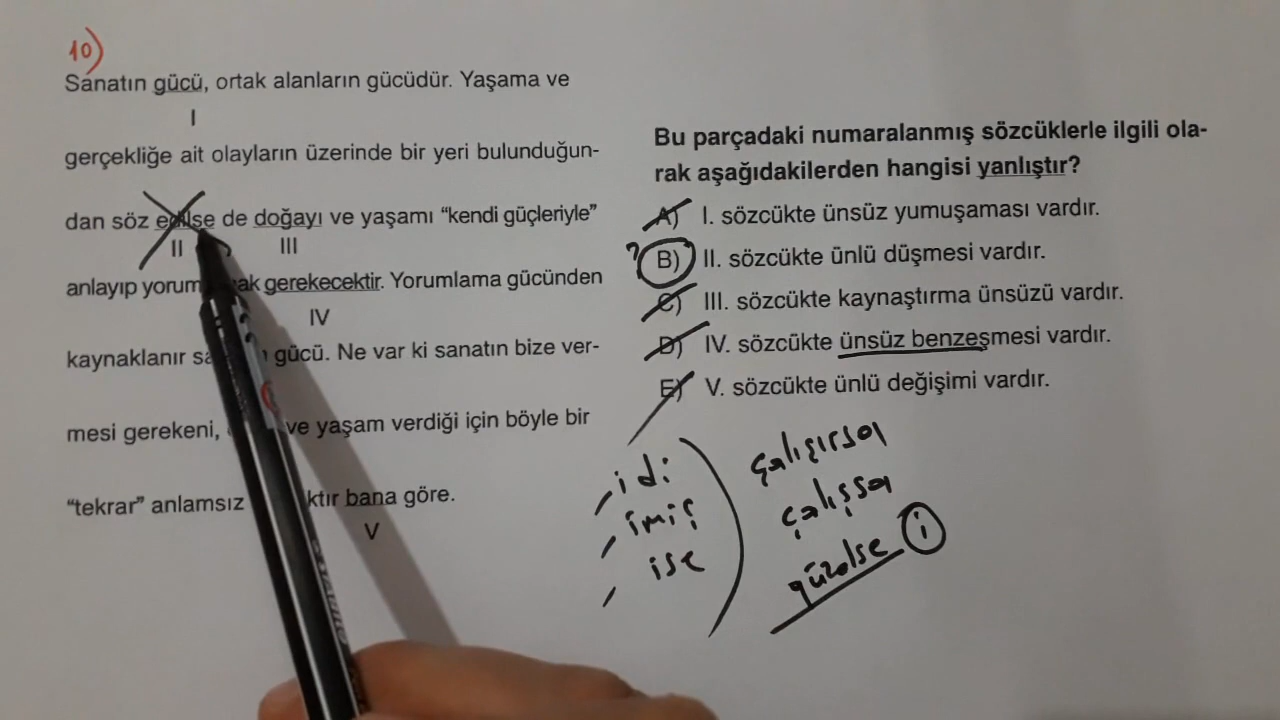 10)
Sanatın gücü, ortak alanların gücüdür. Yaşama ve
I
gerçekliğe ait olayların üzerinde bir yeri bulunduğun-
dan söz edilse de doğayı ve yaşamı “kendi güçleriyle”
II III
anlayıp yorum ak gerekecektir. Yorumlama gücünden
IV
kaynaklanır gücü. Ne var ki sanatın bize ver-
mesi gerekeni, ve yaşam verdiği için böyle bir
“tekrar” anlamsız ktır bana göre.
V
Bu parçadaki numaralanmış sözcüklerle ilgili ola-
rak aşağıdakilerden hangisi yanlıştır?
A) I. sözcükte ünsüz yumuşaması vardır.
? B) II. sözcükte ünlü düşmesi vardır.
C) III. sözcükte kaynaştırma ünsüzü vardır.
D) IV. sözcükte ünsüz benzeşmesi vardır.
E) V. sözcükte ünlü değişimi vardır.
idi
imiş
ise
çalışırsa
çalışsa
güzelse i